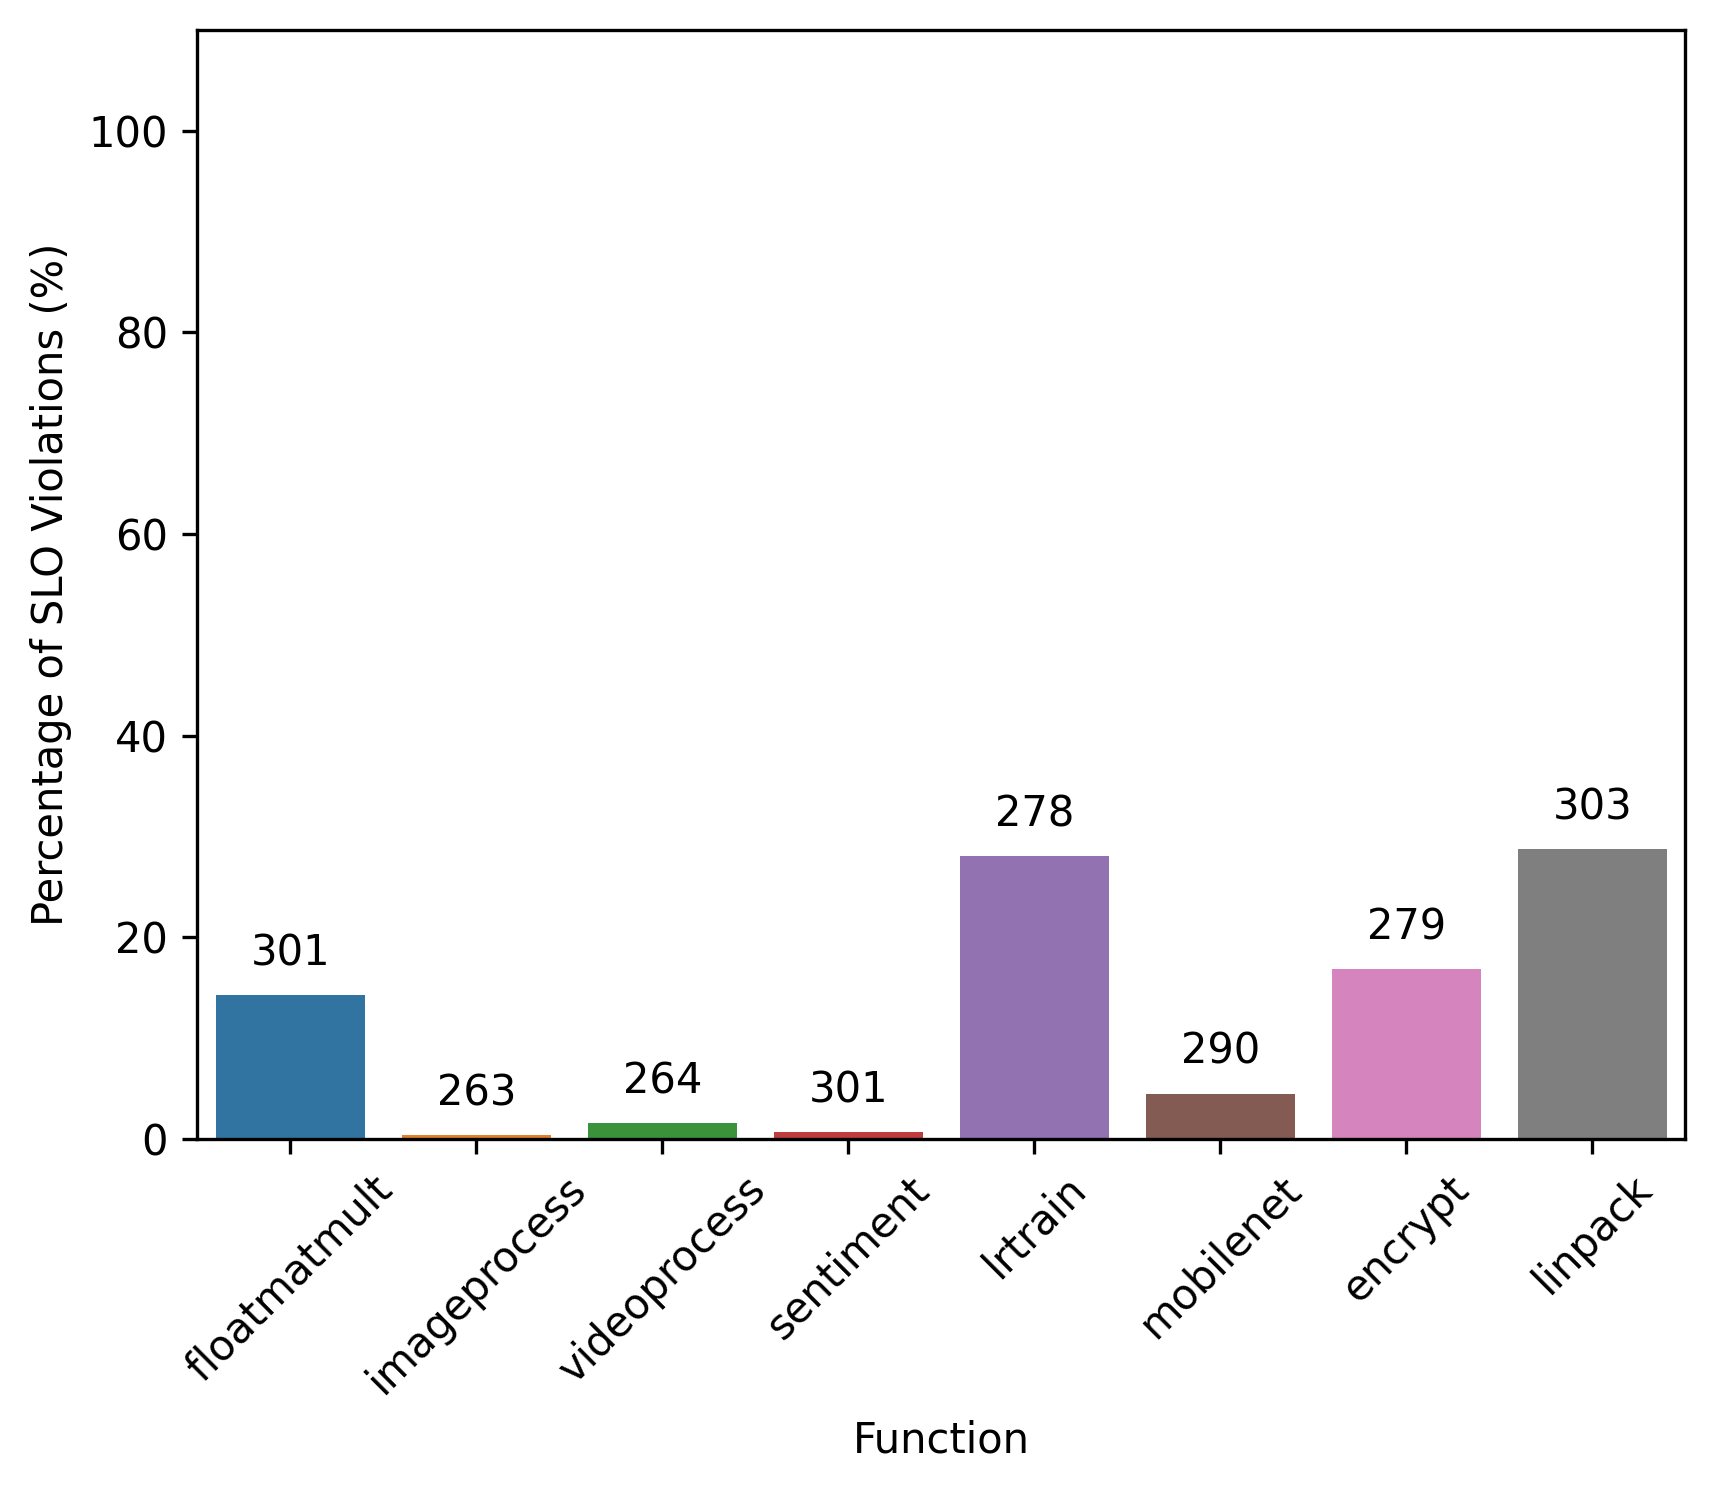 Percentage of SLO Violations (%)
100
80
60
40
20
0
301
263
264
301
278
290
279
303
floatmatmult
imageprocess
videoprocess
sentiment
lrtrain
mobilenet
encrypt
linpack
Function